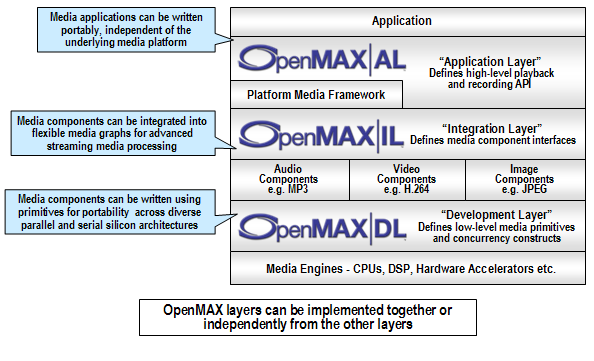 Media applications can be written
portably, independent of the
underlying media platform
Application
OpenMAX|AL
"Application Layer"
Defines high-level playback
and recording API
Platform Media Framework
Media components can be integrated into
flexible media graphs for advanced
streaming media processing
OpenMAX|IL
"Integration Layer"
Defines media component interfaces
Audio
Components
e.g. MP3
Video
Components
e.g. H.264
Image
Components
e.g. JPEG
Media components can be written using
primitives for portability across diverse
parallel and serial silicon architectures
OpenMAX|DL
"Development Layer"
Defines low-level media primitives
and concurrency constructs
Media Engines - CPUs, DSP, Hardware Accelerators etc.
OpenMAX layers can be implemented together or
independently from the other layers